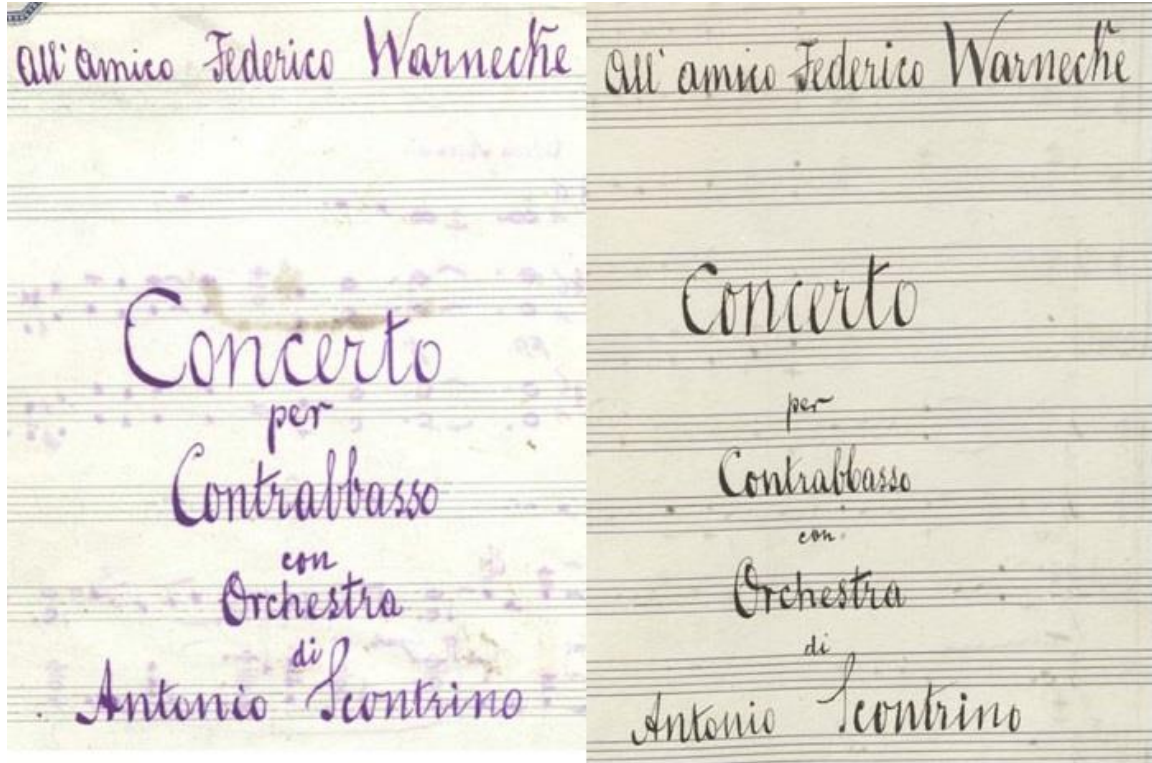 all' amico Federico Warnecke
Concerto
per
Contrabbasso
con
Orchestra
di
Antonio Scontrino
all' amico Federico Warnecke
Concerto
per
Contrabbasso
con
Orchestra
di
Antonio Scontrino